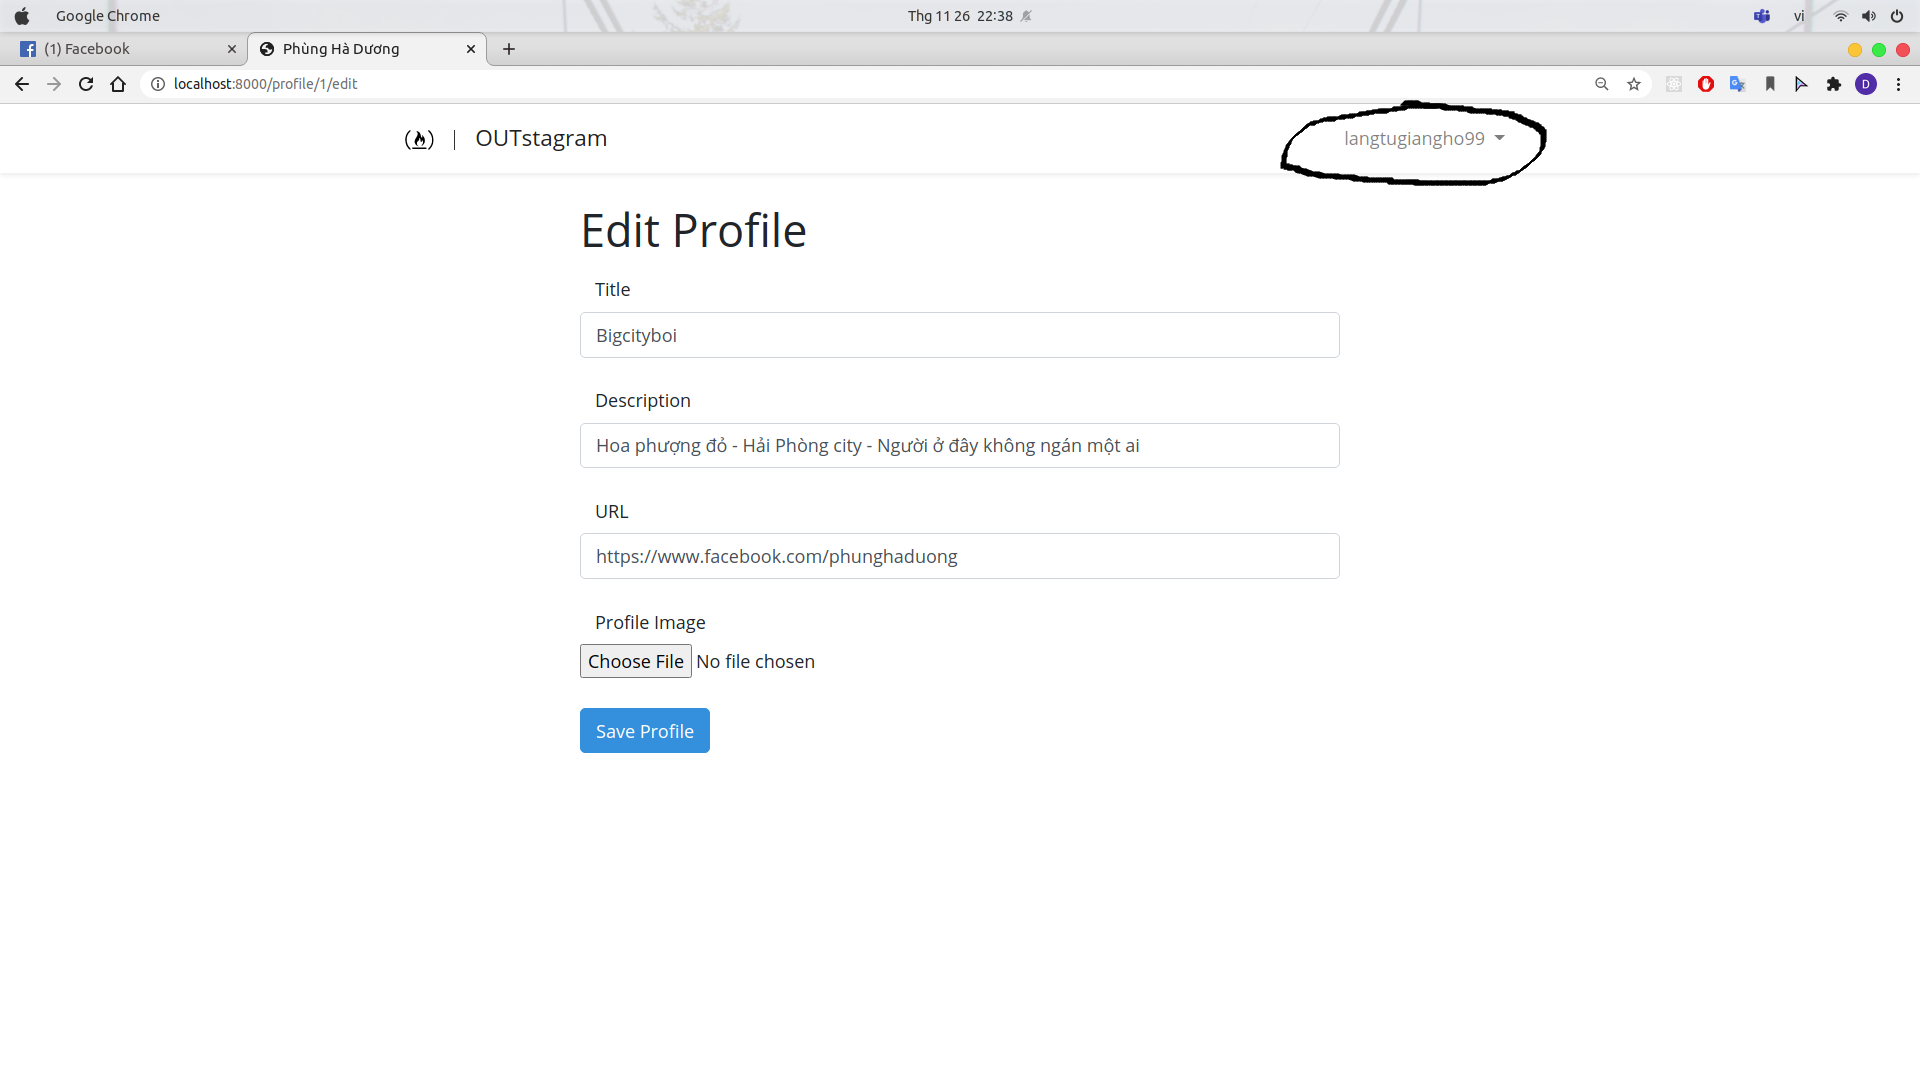 Google Chrome
Thg 11 26 22:38
vi
(1) Facebook
Phùng Hà Dương
localhost:8000/profile/1/edit
D
OUTstagram
langtugiangho99
Edit Profile
Title
Bigcityboi
Description
Hoa phượng đỏ - Hải Phòng city - Người ở đây không ngán một ai
URL
https://www.facebook.com/phunghaduong
Profile Image
Choose File No file chosen
Save Profile